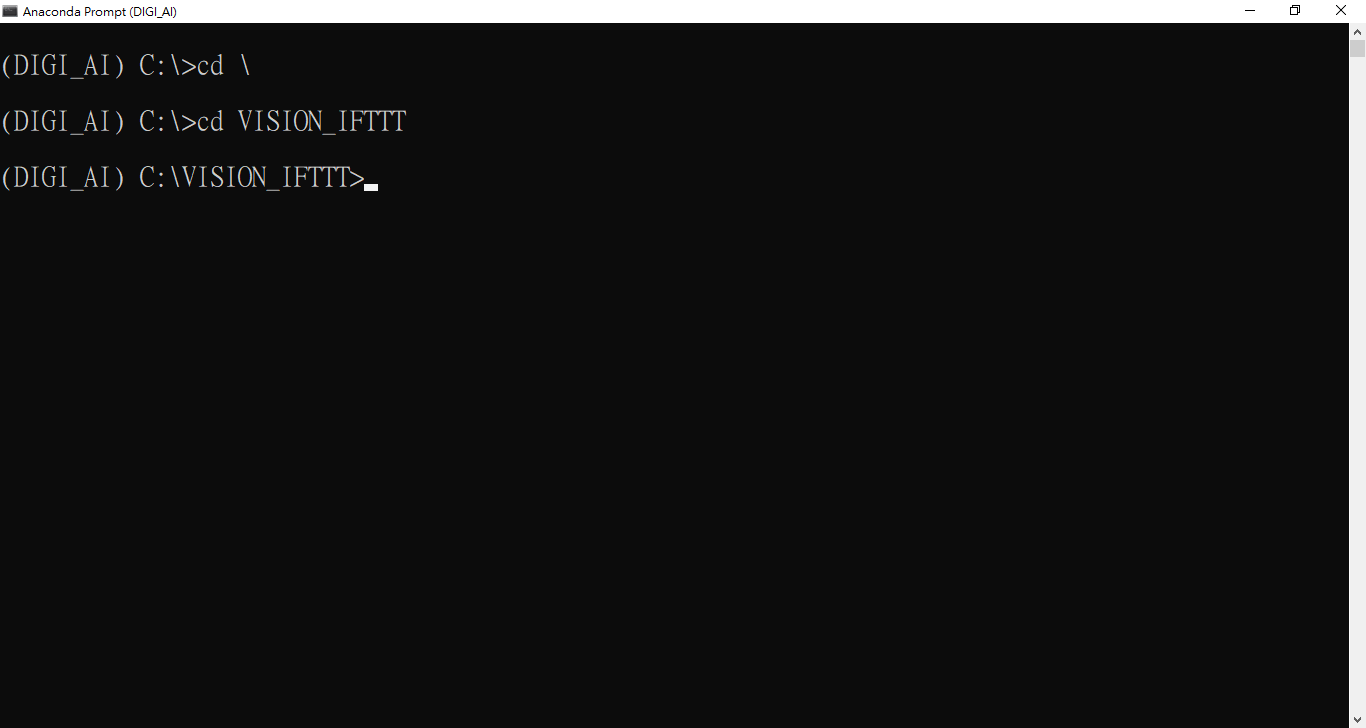 Anaconda Prompt (DIGI_AI)
(DIGI_AI) C:\>cd \
(DIGI_AI) C:\>cd VISION_IFTTT
(DIGI_AI) C:\VISION_IFTTT>